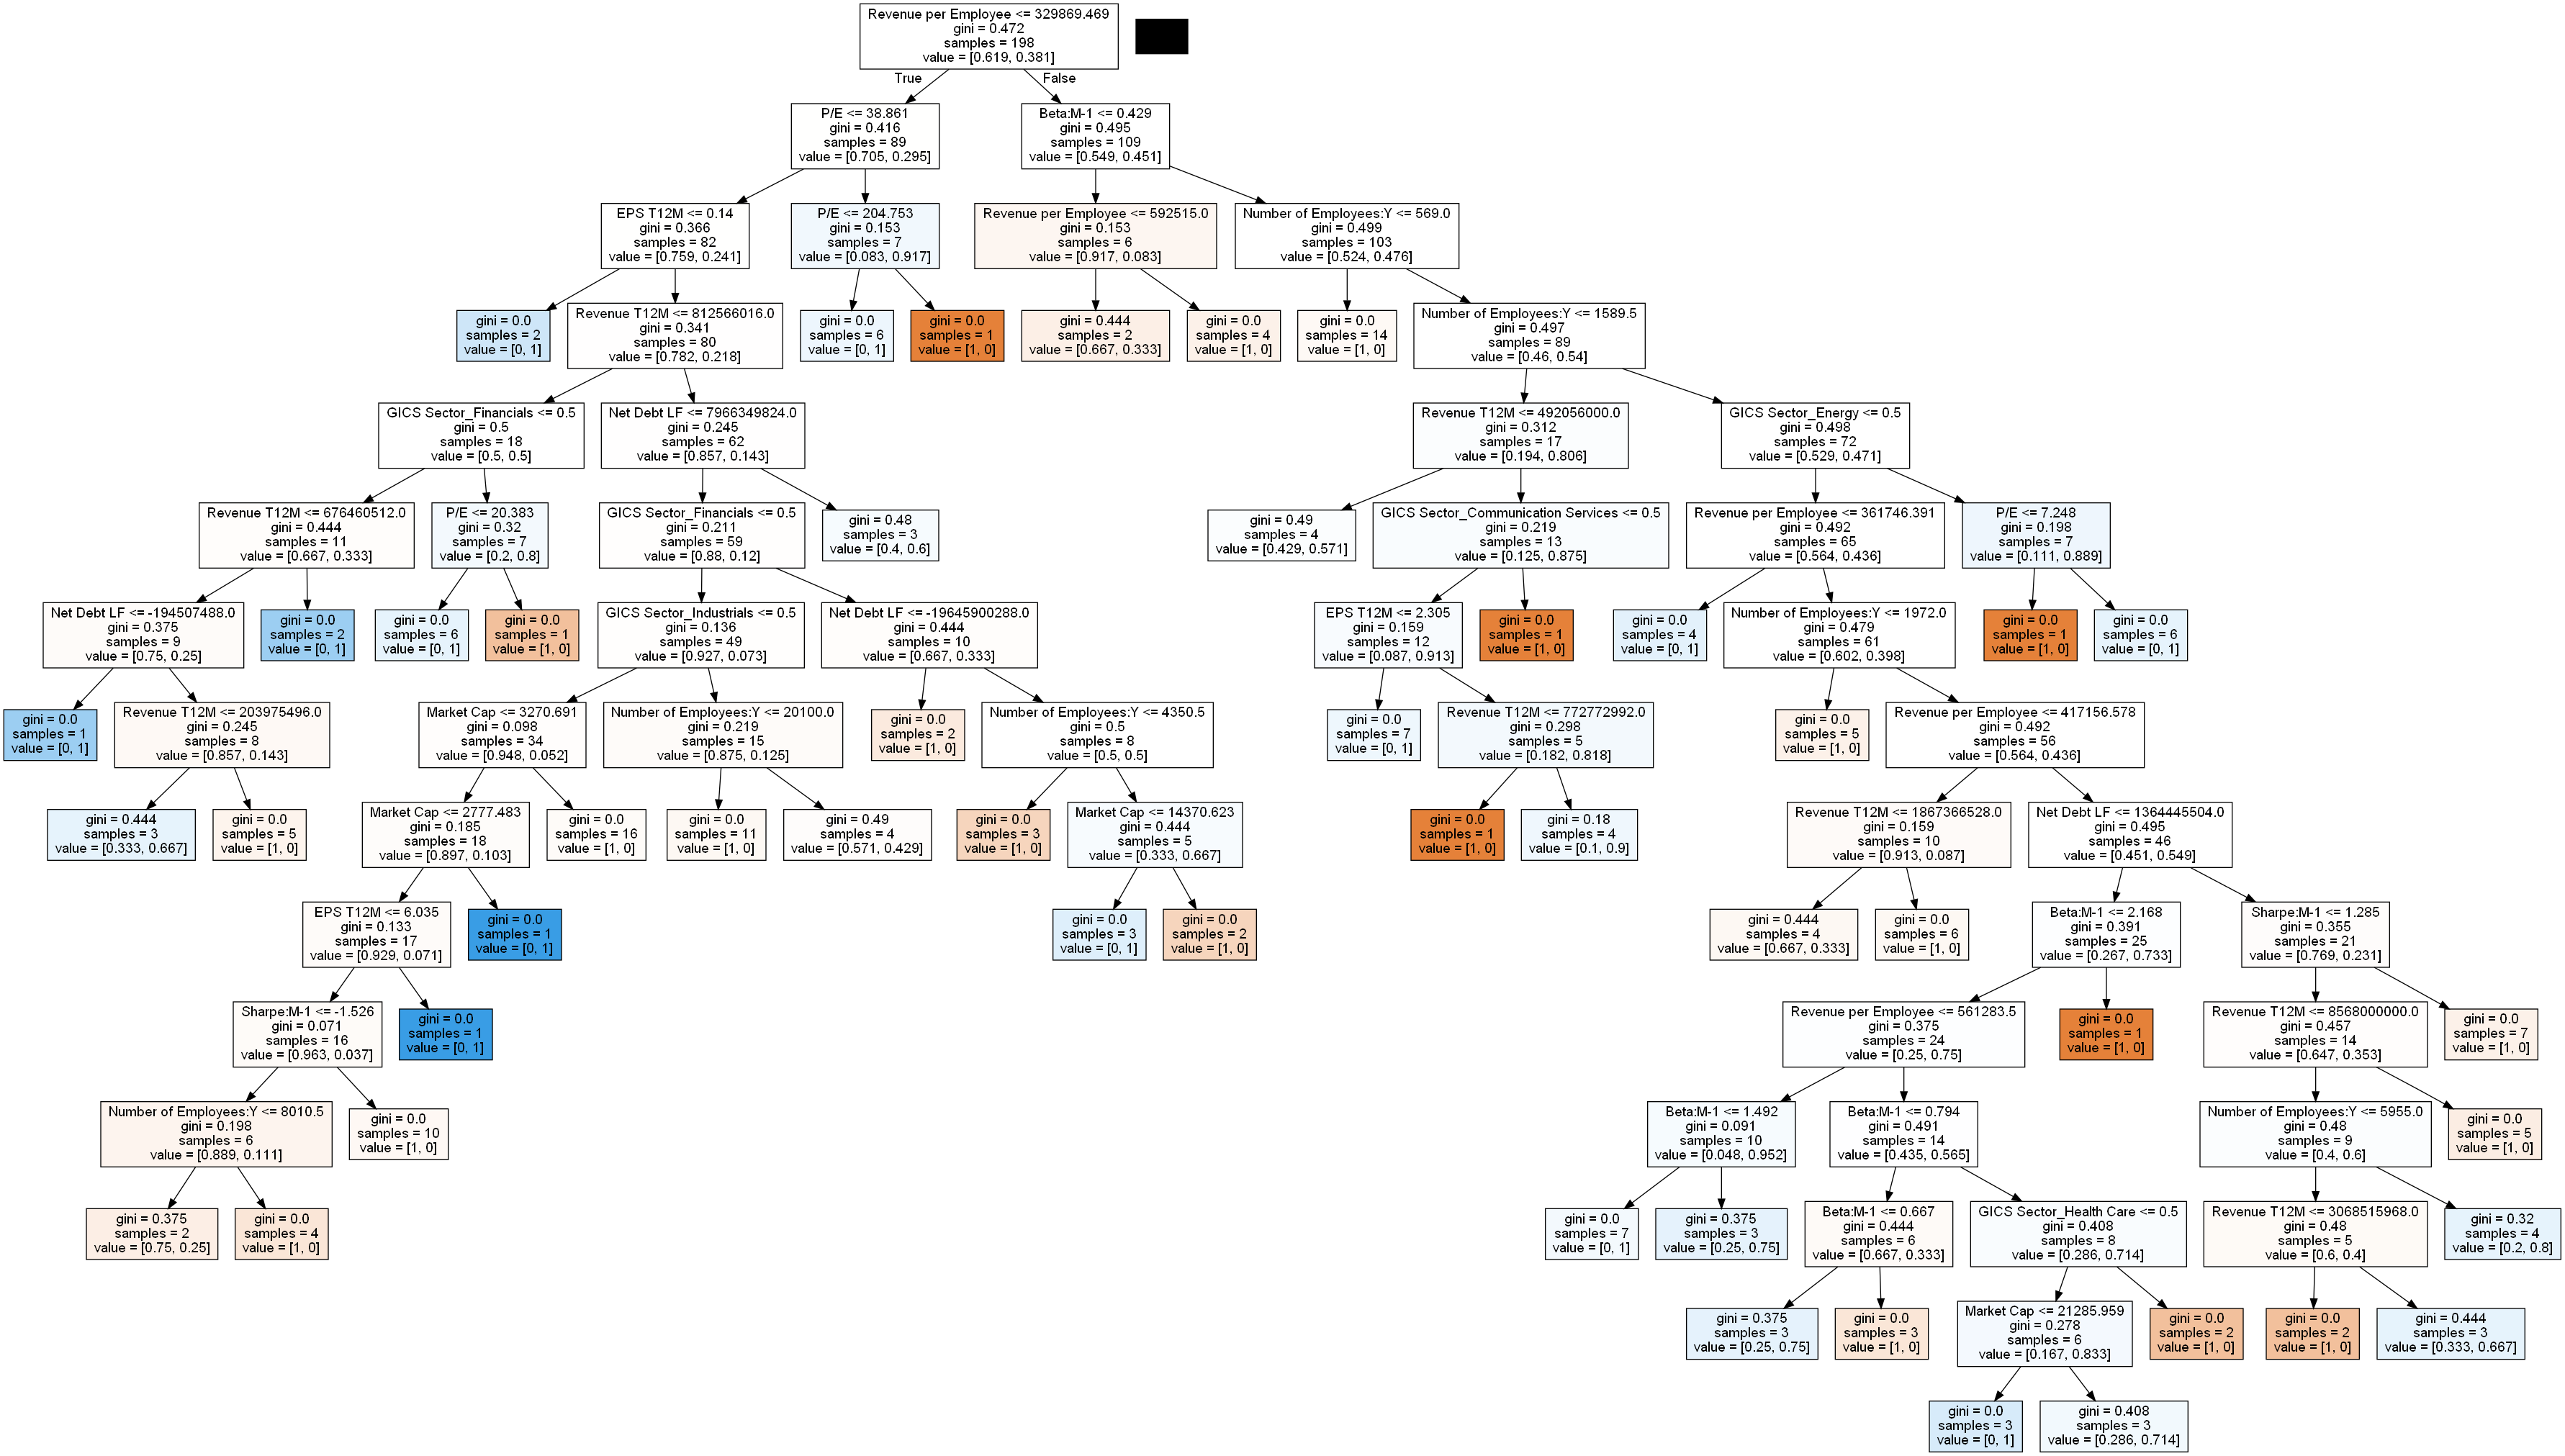 Revenue per Employee <= 329869.469
gini = 0.472
samples = 198
value = [0.619, 0.381]
True
False
P/E <= 38.861
gini = 0.416
samples = 89
value = [0.705, 0.295]
Beta:M-1 <= 0.429
gini = 0.495
samples = 109
value = [0.549, 0.451]
EPS T12M <= 0.14
gini = 0.366
samples = 82
value = [0.759, 0.241]
P/E <= 204.753
gini = 0.153
samples = 7
value = [0.083, 0.917]
Revenue per Employee <= 592515.0
gini = 0.153
samples = 6
value = [0.917, 0.083]
Number of Employees:Y <= 569.0
gini = 0.499
samples = 103
value = [0.524, 0.476]
gini = 0.0
samples = 2
value = [0, 1]
Revenue T12M <= 812566016.0
gini = 0.341
samples = 80
value = [0.782, 0.218]
gini = 0.0
samples = 6
value = [0, 1]
gini = 0.0
samples = 1
value = [1, 0]
gini = 0.444
samples = 2
value = [0.667, 0.333]
gini = 0.0
samples = 4
value = [1, 0]
gini = 0.0
samples = 14
value = [1, 0]
Number of Employees:Y <= 1589.5
gini = 0.497
samples = 89
value = [0.46, 0.54]
GICS Sector_Financials <= 0.5
gini = 0.5
samples = 18
value = [0.5, 0.5]
Net Debt LF <= 7966349824.0
gini = 0.245
samples = 62
value = [0.857, 0.143]
Revenue T12M <= 492056000.0
gini = 0.312
samples = 17
value = [0.194, 0.806]
GICS Sector_Energy <= 0.5
gini = 0.498
samples = 72
value = [0.529, 0.471]
Revenue T12M <= 676460512.0
gini = 0.444
samples = 11
value = [0.667, 0.333]
P/E <= 20.383
gini = 0.32
samples = 7
value = [0.2, 0.8]
GICS Sector_Financials <= 0.5
gini = 0.211
samples = 59
value = [0.88, 0.12]
gini = 0.48
samples = 3
value = [0.4, 0.6]
gini = 0.49
samples = 4
value = [0.429, 0.571]
GICS Sector_Communication Services <= 0.5
gini = 0.219
samples = 13
value = [0.125, 0.875]
Revenue per Employee <= 361746.391
gini = 0.492
samples = 65
value = [0.564, 0.436]
P/E <= 7.248
gini = 0.198
samples = 7
value = [0.111, 0.889]
Net Debt LF <= -194507488.0
gini = 0.375
samples = 9
value = [0.75, 0.25]
gini = 0.0
samples = 2
value = [0, 1]
gini = 0.0
samples = 6
value = [0, 1]
gini = 0.0
samples = 1
value = [1, 0]
GICS Sector_Industrials <= 0.5
gini = 0.136
samples = 49
value = [0.927, 0.073]
Net Debt LF <= -19645900288.0
gini = 0.444
samples = 10
value = [0.667, 0.333]
EPS T12M <= 2.305
gini = 0.159
samples = 12
value = [0.087, 0.913]
gini = 0.0
samples = 1
value = [1, 0]
gini = 0.0
samples = 4
value = [0, 1]
Number of Employees:Y <= 1972.0
gini = 0.479
samples = 61
value = [0.602, 0.398]
gini = 0.0
samples = 1
value = [1, 0]
gini = 0.0
samples = 6
value = [0, 1]
gini = 0.0
samples = 1
value = [0, 1]
Revenue T12M <= 203975496.0
gini = 0.245
samples = 8
value = [0.857, 0.143]
Market Cap <= 3270.691
gini = 0.098
samples = 34
value = [0.948, 0.052]
Number of Employees:Y <= 20100.0
gini = 0.219
samples = 15
value = [0.875, 0.125]
gini = 0.0
samples = 2
value = [1, 0]
Number of Employees:Y <= 4350.5
gini = 0.5
samples = 8
value = [0.5, 0.5]
gini = 0.0
samples = 7
value = [0, 1]
Revenue T12M <= 772772992.0
gini = 0.298
samples = 5
value = [0.182, 0.818]
gini = 0.0
samples = 5
value = [1, 0]
Revenue per Employee <= 417156.578
gini = 0.492
samples = 56
value = [0.564, 0.436]
gini = 0.444
samples = 3
value = [0.333, 0.667]
gini = 0.0
samples = 5
value = [1, 0]
Market Cap <= 2777.483
gini = 0.185
samples = 18
value = [0.897, 0.103]
gini = 0.0
samples = 16
value = [1, 0]
gini = 0.0
samples = 11
value = [1, 0]
gini = 0.49
samples = 4
value = [0.571, 0.429]
gini = 0.0
samples = 3
value = [1, 0]
Market Cap <= 14370.623
gini = 0.444
samples = 5
value = [0.333, 0.667]
gini = 0.0
samples = 1
value = [1, 0]
gini = 0.18
samples = 4
value = [0.1, 0.9]
Revenue T12M <= 1867366528.0
gini = 0.159
samples = 10
value = [0.913, 0.087]
Net Debt LF <= 1364445504.0
gini = 0.495
samples = 46
value = [0.451, 0.549]
EPS T12M <= 6.035
gini = 0.133
samples = 17
value = [0.929, 0.071]
gini = 0.0
samples = 1
value = [0, 1]
gini = 0.0
samples = 3
value = [0, 1]
gini = 0.0
samples = 2
value = [1, 0]
gini = 0.444
samples = 4
value = [0.667, 0.333]
gini = 0.0
samples = 6
value = [1, 0]
Beta:M-1 <= 2.168
gini = 0.391
samples = 25
value = [0.267, 0.733]
Sharpe:M-1 <= 1.285
gini = 0.355
samples = 21
value = [0.769, 0.231]
Sharpe:M-1 <= -1.526
gini = 0.071
samples = 16
value = [0.963, 0.037]
gini = 0.0
samples = 1
value = [0, 1]
Revenue per Employee <= 561283.5
gini = 0.375
samples = 24
value = [0.25, 0.75]
gini = 0.0
samples = 1
value = [1, 0]
Revenue T12M <= 8568000000.0
gini = 0.457
samples = 14
value = [0.647, 0.353]
gini = 0.0
samples = 7
value = [1, 0]
Number of Employees:Y <= 8010.5
gini = 0.198
samples = 6
value = [0.889, 0.111]
gini = 0.0
samples = 10
value = [1, 0]
Beta:M-1 <= 1.492
gini = 0.091
samples = 10
value = [0.048, 0.952]
Beta:M-1 <= 0.794
gini = 0.491
samples = 14
value = [0.435, 0.565]
Number of Employees:Y <= 5955.0
gini = 0.48
samples = 9
value = [0.4, 0.6]
gini = 0.0
samples = 5
value = [1, 0]
gini = 0.375
samples = 2
value = [0.75, 0.25]
gini = 0.0
samples = 4
value = [1, 0]
gini = 0.0
samples = 7
value = [0, 1]
gini = 0.375
samples = 3
value = [0.25, 0.75]
Beta:M-1 <= 0.667
gini = 0.444
samples = 6
value = [0.667, 0.333]
GICS Sector_Health Care <= 0.5
gini = 0.408
samples = 8
value = [0.286, 0.714]
Revenue T12M <= 3068515968.0
gini = 0.48
samples = 5
value = [0.6, 0.4]
gini = 0.32
samples = 4
value = [0.2, 0.8]
gini = 0.375
samples = 3
value = [0.25, 0.75]
gini = 0.0
samples = 3
value = [1, 0]
Market Cap <= 21285.959
gini = 0.278
samples = 6
value = [0.167, 0.833]
gini = 0.0
samples = 2
value = [1, 0]
gini = 0.0
samples = 2
value = [1, 0]
gini = 0.444
samples = 3
value = [0.333, 0.667]
gini = 0.0
samples = 3
value = [0, 1]
gini = 0.408
samples = 3
value = [0.286, 0.714]